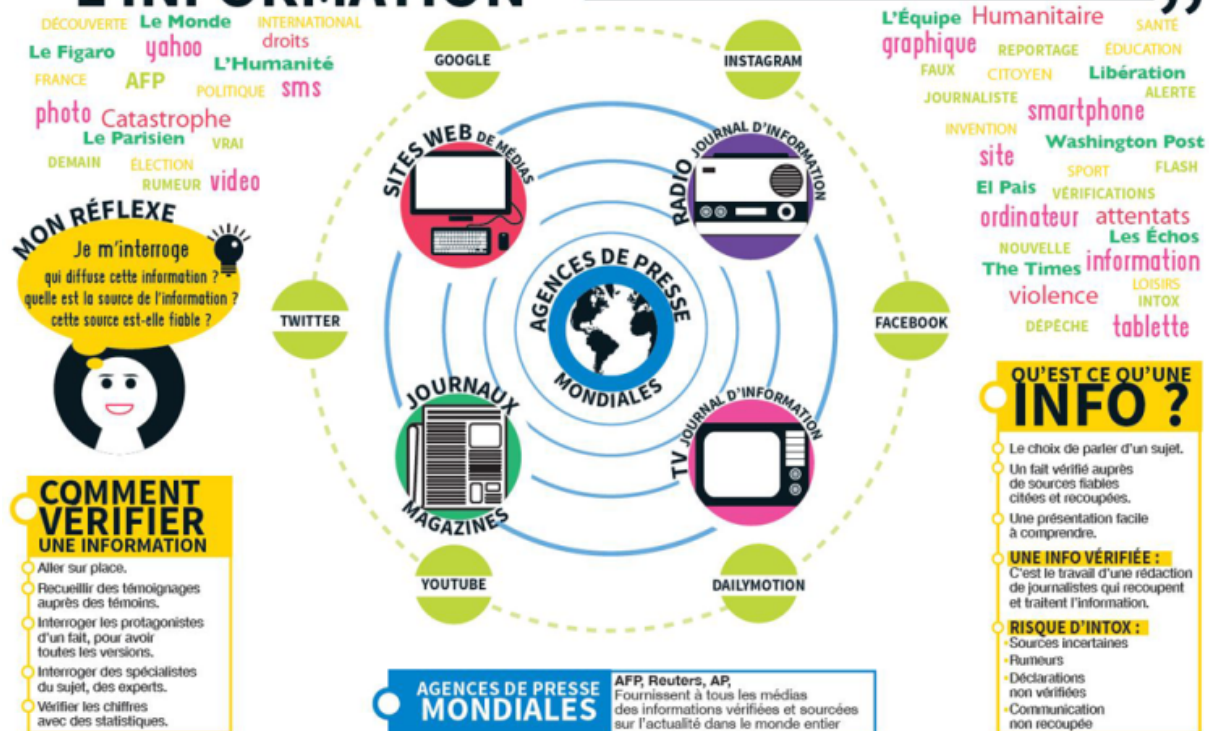 L'INFORMATION
DÉCOUVERTE Le Monde INTERNATIONAL
Le Figaro yahoo droits
L'Humanité
FRANCE AFP POLITIQUE sms
photo Catastrophe
Le Parisien VRAI
DEMAIN ÉLECTION
RUMEUR video
MON RÉFLEXE
Je m'interroge
qui diffuse cette information ?
quelle est la source de l'information ?
cette source est-elle fiable ?
COMMENT
VÉRIFIER
UNE INFORMATION
Aller sur place.
Recueillir des témoignages
auprès des témoins.
Interroger les protagonistes
d'un fait, pour avoir
toutes les versions.
Interroger des spécialistes
du sujet, des experts.
Vérifier les chiffres
avec des statistiques.
GOOGLE
INSTAGRAM
SITES WEB DE MÉDIAS
RADIO JOURNAL D'INFORMATION
AGENCES DE PRESSE
MONDIALES
TWITTER
FACEBOOK
JOURNAUX
MAGAZINES
TV JOURNAL D'INFORMATION
YOUTUBE
DAILYMOTION
AGENCES DE PRESSE
MONDIALES
AFP, Reuters, AP,
Fournissent à tous les médias
des informations vérifiées et sourcées
sur l'actualité dans le monde entier
L'Équipe Humanitaire
SANTÉ
graphique REPORTAGE ÉDUCATION
FAUX CITOYEN Libération
JOURNALISTE ALERTE
smartphone
INVENTION
Washington Post
site SPORT FLASH
El Pais VÉRIFICATIONS
ordinateur attentats
NOUVELLE Les Échos
The Times information
violence LOISIRS
INTOX
DÉPÊCHE tablette
QU'EST CE QU'UNE
INFO ?
Le choix de parler d'un sujet.
Un fait vérifié auprès
de sources fiables
citées et recoupées.
Une présentation facile
à comprendre.
UNE INFO VÉRIFIÉE :
C'est le travail d'une rédaction
de journalistes qui recoupent
et traitent l'information.
RISQUE D'INTOX :
Sources incertaines
Rumeurs
Déclarations
non vérifiées
Communication
non recoupée